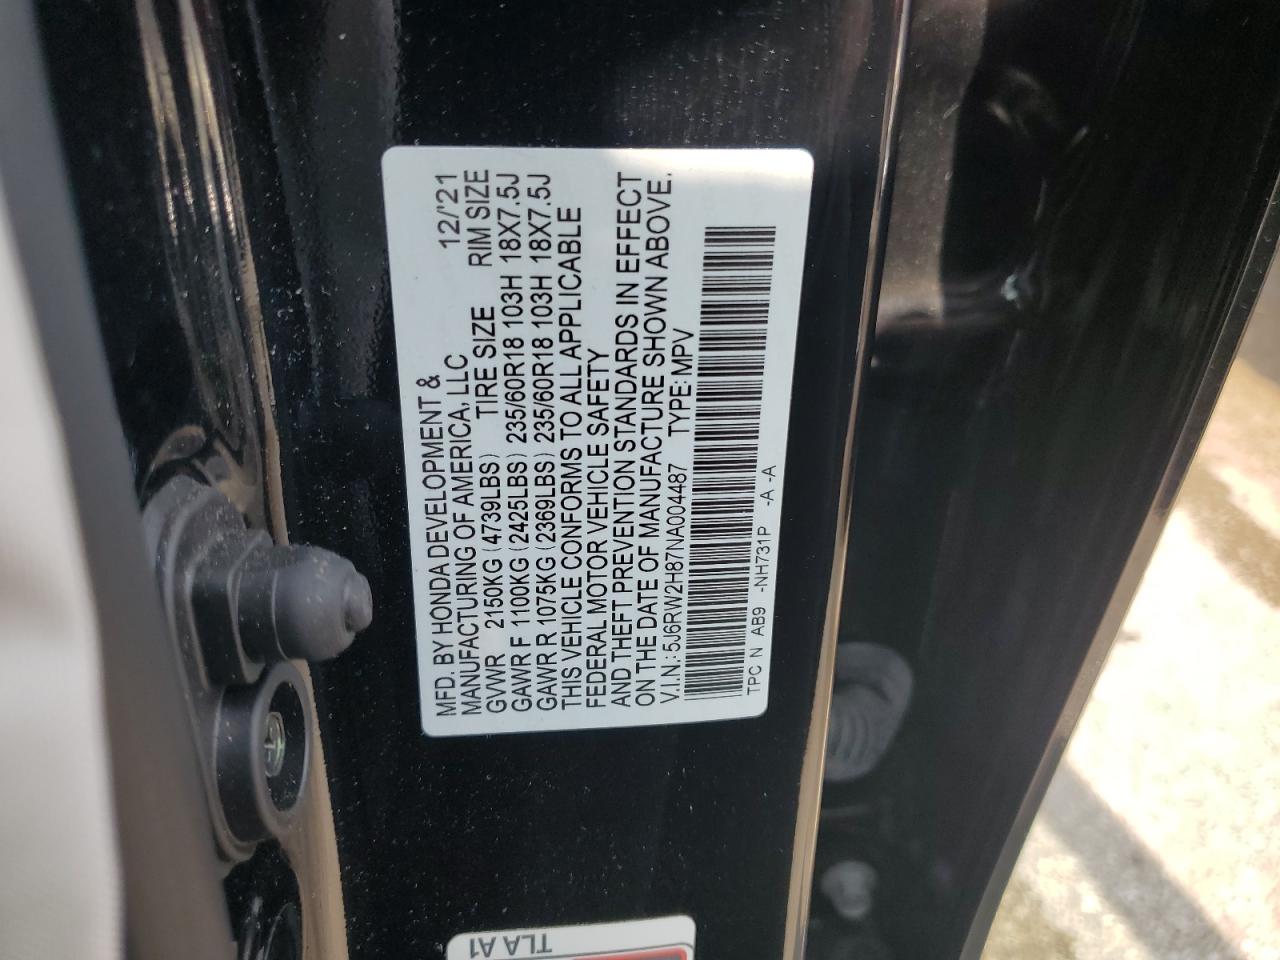 MFD. BY HONDA DEVELOPMENT &
MANUFACTURING OF AMERICA, LLC 12/'21
GVWR 2150KG (4739LBS) TIRE SIZE RIM SIZE
GAWR F 1100KG (2425LBS) 235/60R18 103H 18X7.5J
GAWR R 1075KG (2369LBS) 235/60R18 103H 18X7.5J
THIS VEHICLE CONFORMS TO ALL APPLICABLE
FEDERAL MOTOR VEHICLE SAFETY
AND THEFT PREVENTION STANDARDS IN EFFECT
ON THE DATE OF MANUFACTURE SHOWN ABOVE.
V.I.N.: 5J6RW2H87NA004487 TYPE: MPV
TPC N AB9 -NH731P -A -A
TLA A1